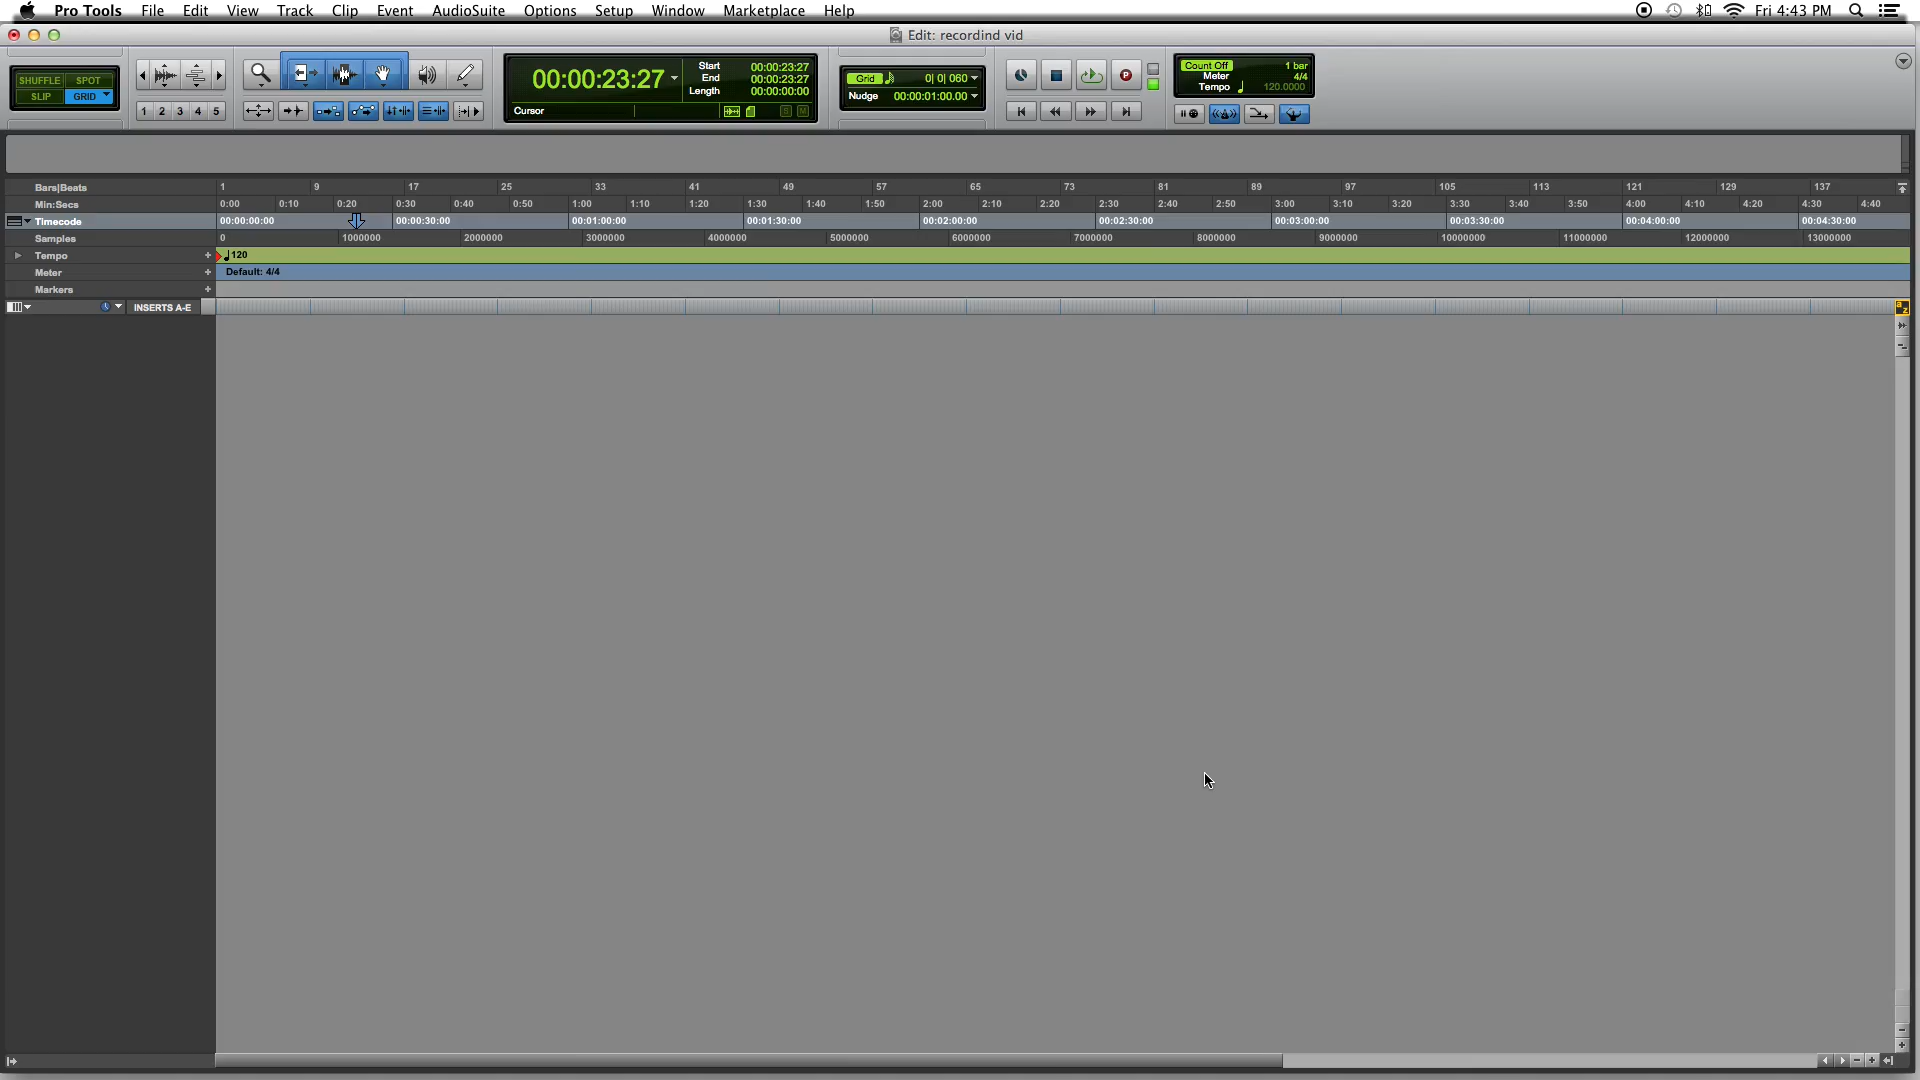 Pro Tools File Edit View Track Clip Event AudioSuite Options Setup Window Marketplace Help Fri 4:43 PM
Edit: recordind vid
SHUFFLE SPOT
SLIP GRID
1 2 3 4 5
00:00:23:27
Start 00:00:23:27
End 00:00:23:27
Length 00:00:00:00
Cursor
S M
Grid 0| 0| 060
Nudge 00:00:01:00.00
P
Count Off 1 bar
Meter 4/4
Tempo 120.0000
Bars|Beats 1 9 17 25 33 41 49 57 65 73 81 89 97 105 113 121 129 137
Min:Secs 0:00 0:10 0:20 0:30 0:40 0:50 1:00 1:10 1:20 1:30 1:40 1:50 2:00 2:10 2:20 2:30 2:40 2:50 3:00 3:10 3:20 3:30 3:40 3:50 4:00 4:10 4:20 4:30 4:40
Timecode 00:00:00:00 00:00:30:00 00:01:00:00 00:01:30:00 00:02:00:00 00:02:30:00 00:03:00:00 00:03:30:00 00:04:00:00 00:04:30:00
Samples 0 1000000 2000000 3000000 4000000 5000000 6000000 7000000 8000000 9000000 10000000 11000000 12000000 13000000
Tempo + 120
Meter + Default: 4/4
Markers +
INSERTS A-E
a z